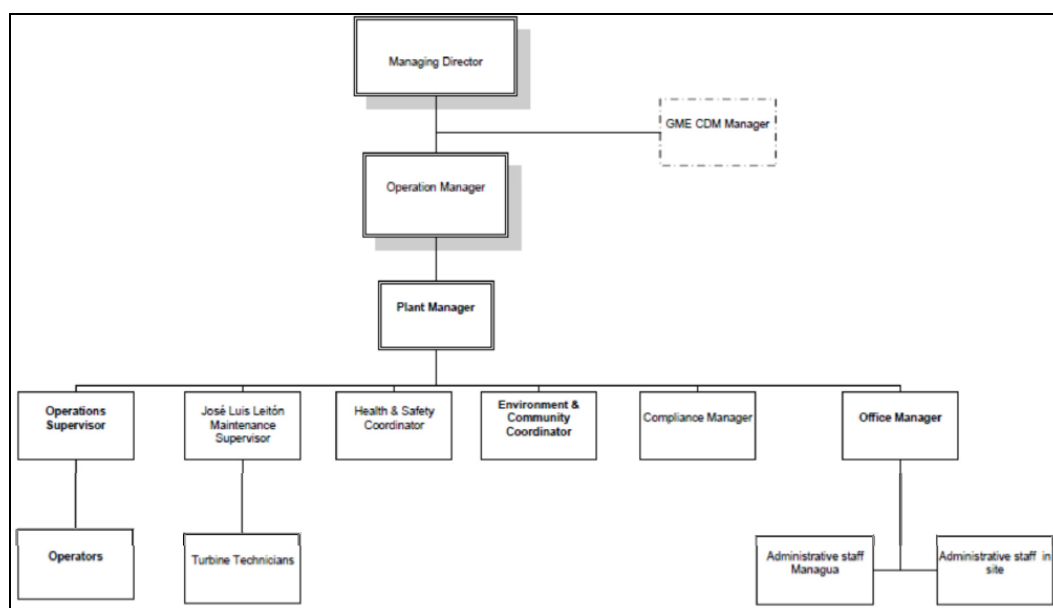 Managing Director
GME CDM Manager
Operation Manager
Plant Manager
Operations
Supervisor
José Luis Leitón
Maintenance
Supervisor
Health & Safety
Coordinator
Environment &
Community
Coordinator
Compliance Manager
Office Manager
Operators
Turbine Technicians
Administrative staff
Managua
Administrative staff in
site